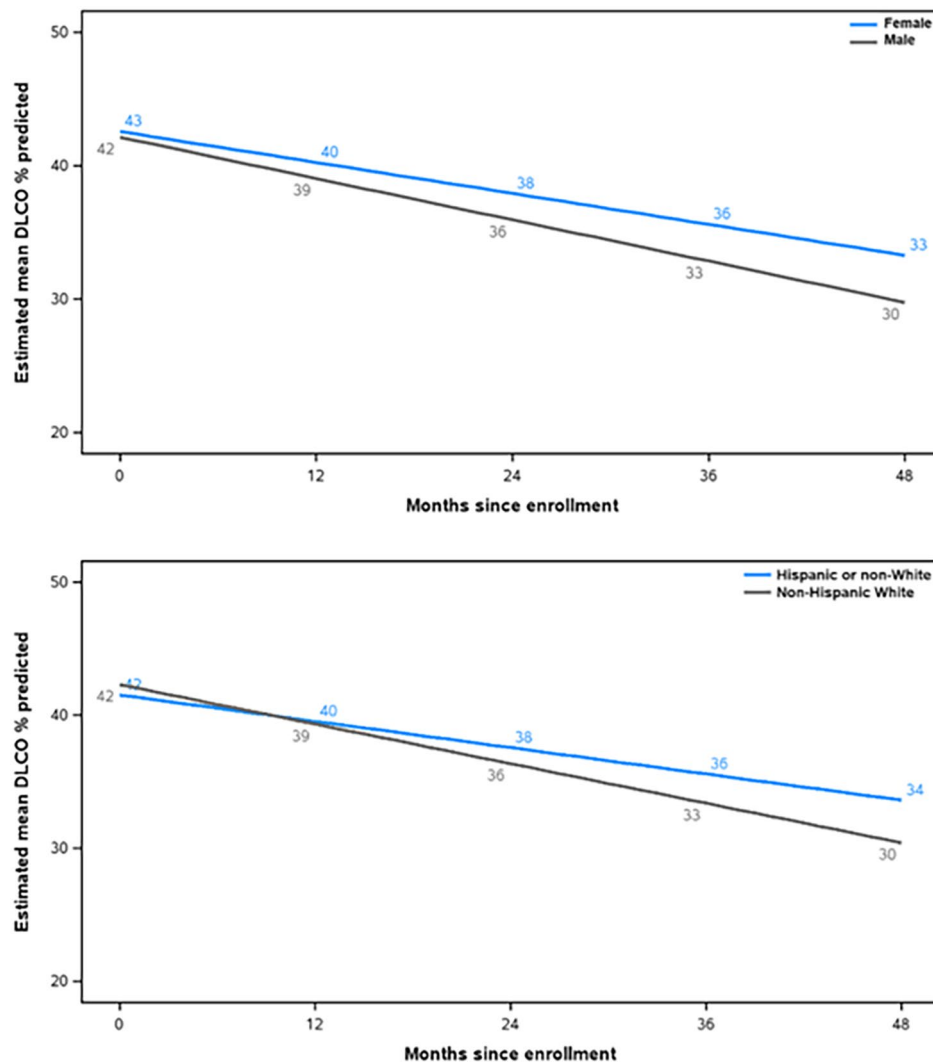 50
Female
Male
43
42
40
40
39
38
36
36
33
33
30
30
20
0 12 24 36 48
Estimated mean DLCO % predicted
Months since enrollment
50
Hispanic or non-White
Non-Hispanic White
42
42
40
40
39
38
36
36
34
33
30
30
20
0 12 24 36 48
Estimated mean DLCO % predicted
Months since enrollment